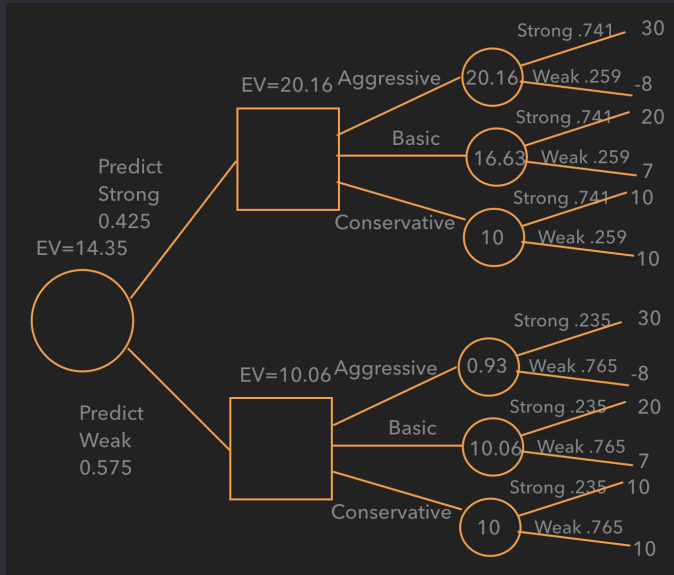 Strong .741 30
EV=20.16 Aggressive 20.16 Weak .259 -8
Strong .741 20
Basic 16.63 Weak .259 7
Predict
Strong
0.425
Strong .741 10
Conservative 10 Weak .259 10
EV=14.35
Strong .235 30
EV=10.06 Aggressive 0.93 Weak .765 -8
Strong .235 20
Predict
Weak
0.575
Basic 10.06 Weak .765 7
Strong .235 10
Conservative 10 Weak .765 10